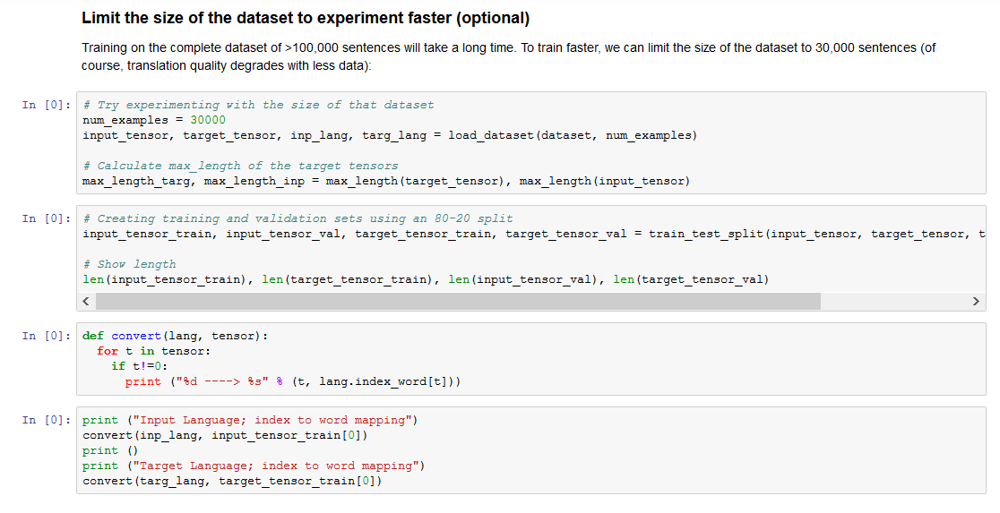 Limit the size of the dataset to experiment faster (optional)
Training on the complete dataset of >100,000 sentences will take a long time. To train faster, we can limit the size of the dataset to 30,000 sentences (of
course, translation quality degrades with less data):
In [0]: # Try experimenting with the size of that dataset
num_examples = 30000
input_tensor, target_tensor, inp_lang, targ_lang = load_dataset(dataset, num_examples)
# Calculate max_length of the target tensors
max_length_targ, max_length_inp = max_length(target_tensor), max_length(input_tensor)
In [0]: # Creating training and validation sets using an 80-20 split
input_tensor_train, input_tensor_val, target_tensor_train, target_tensor_val = train_test_split(input_tensor, target_tensor, t
# Show length
len(input_tensor_train), len(target_tensor_train), len(input_tensor_val), len(target_tensor_val)
In [0]: def convert(lang, tensor):
  for t in tensor:
    if t!=0:
      print ("%d ----> %s" % (t, lang.index_word[t]))
In [0]: print ("Input Language; index to word mapping")
convert(inp_lang, input_tensor_train[0])
print ()
print ("Target Language; index to word mapping")
convert(targ_lang, target_tensor_train[0])